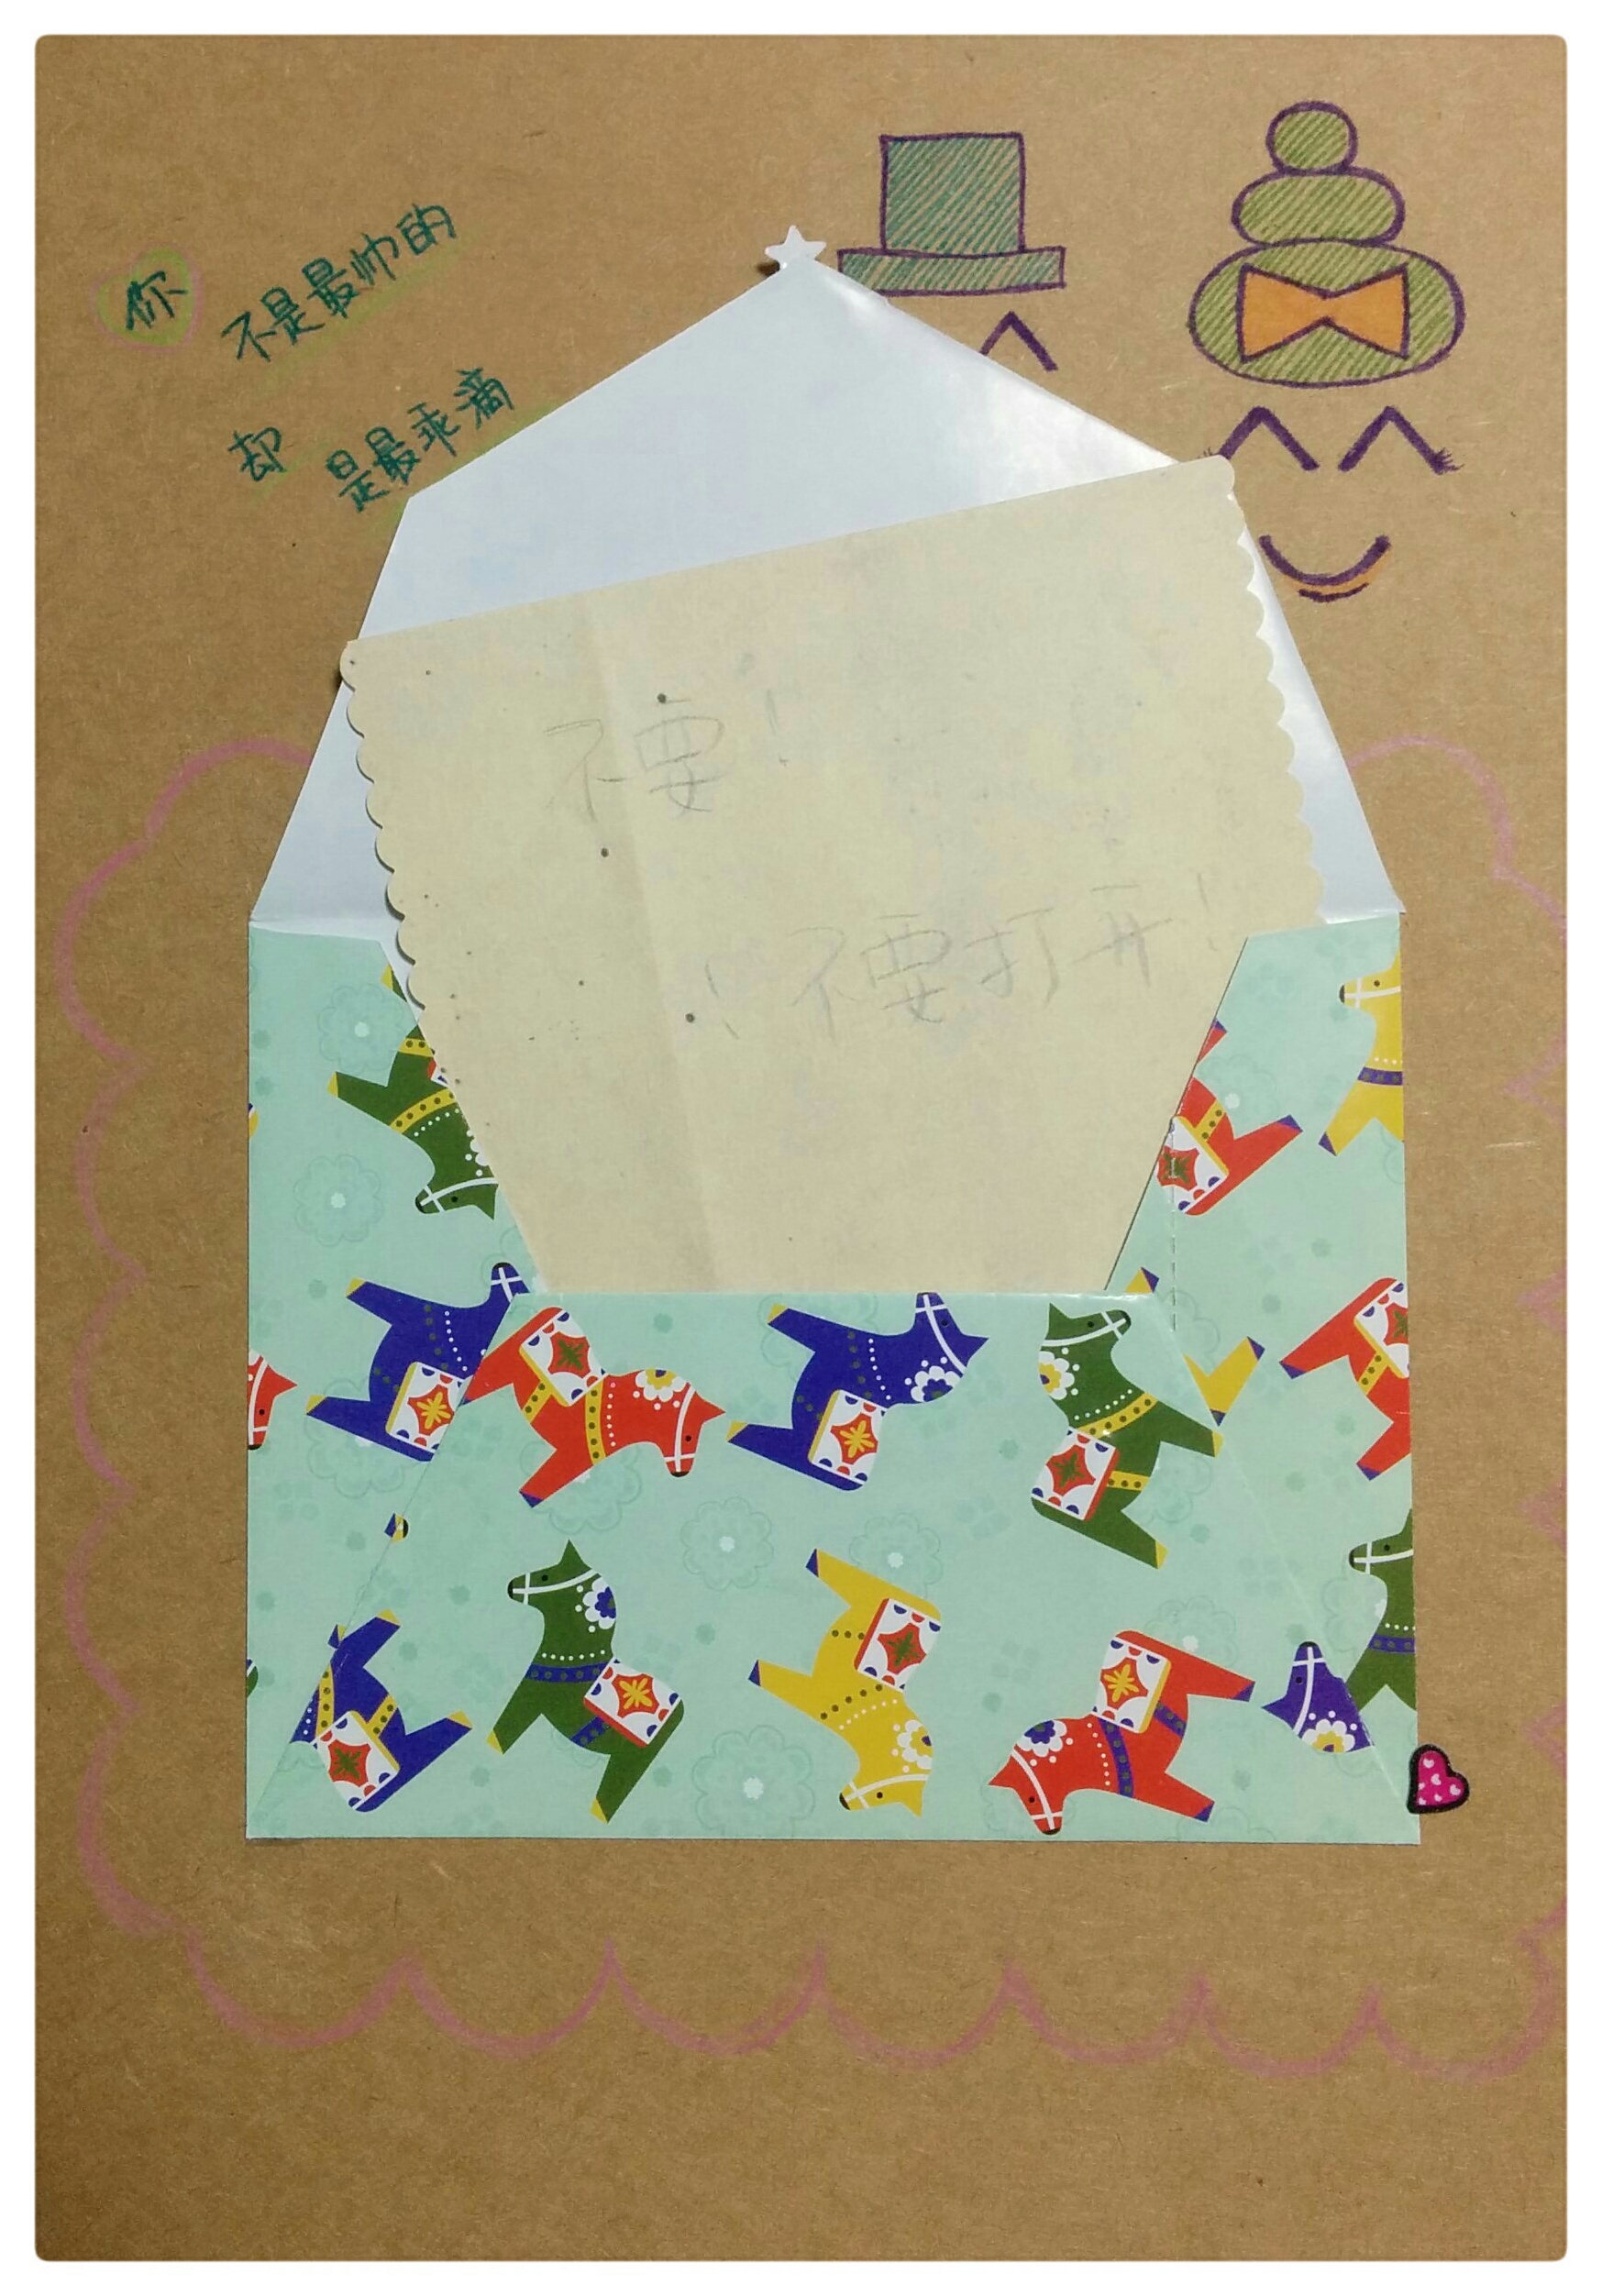 你 不是最帅的
却 是最乖滴
不要!
!不要打开!